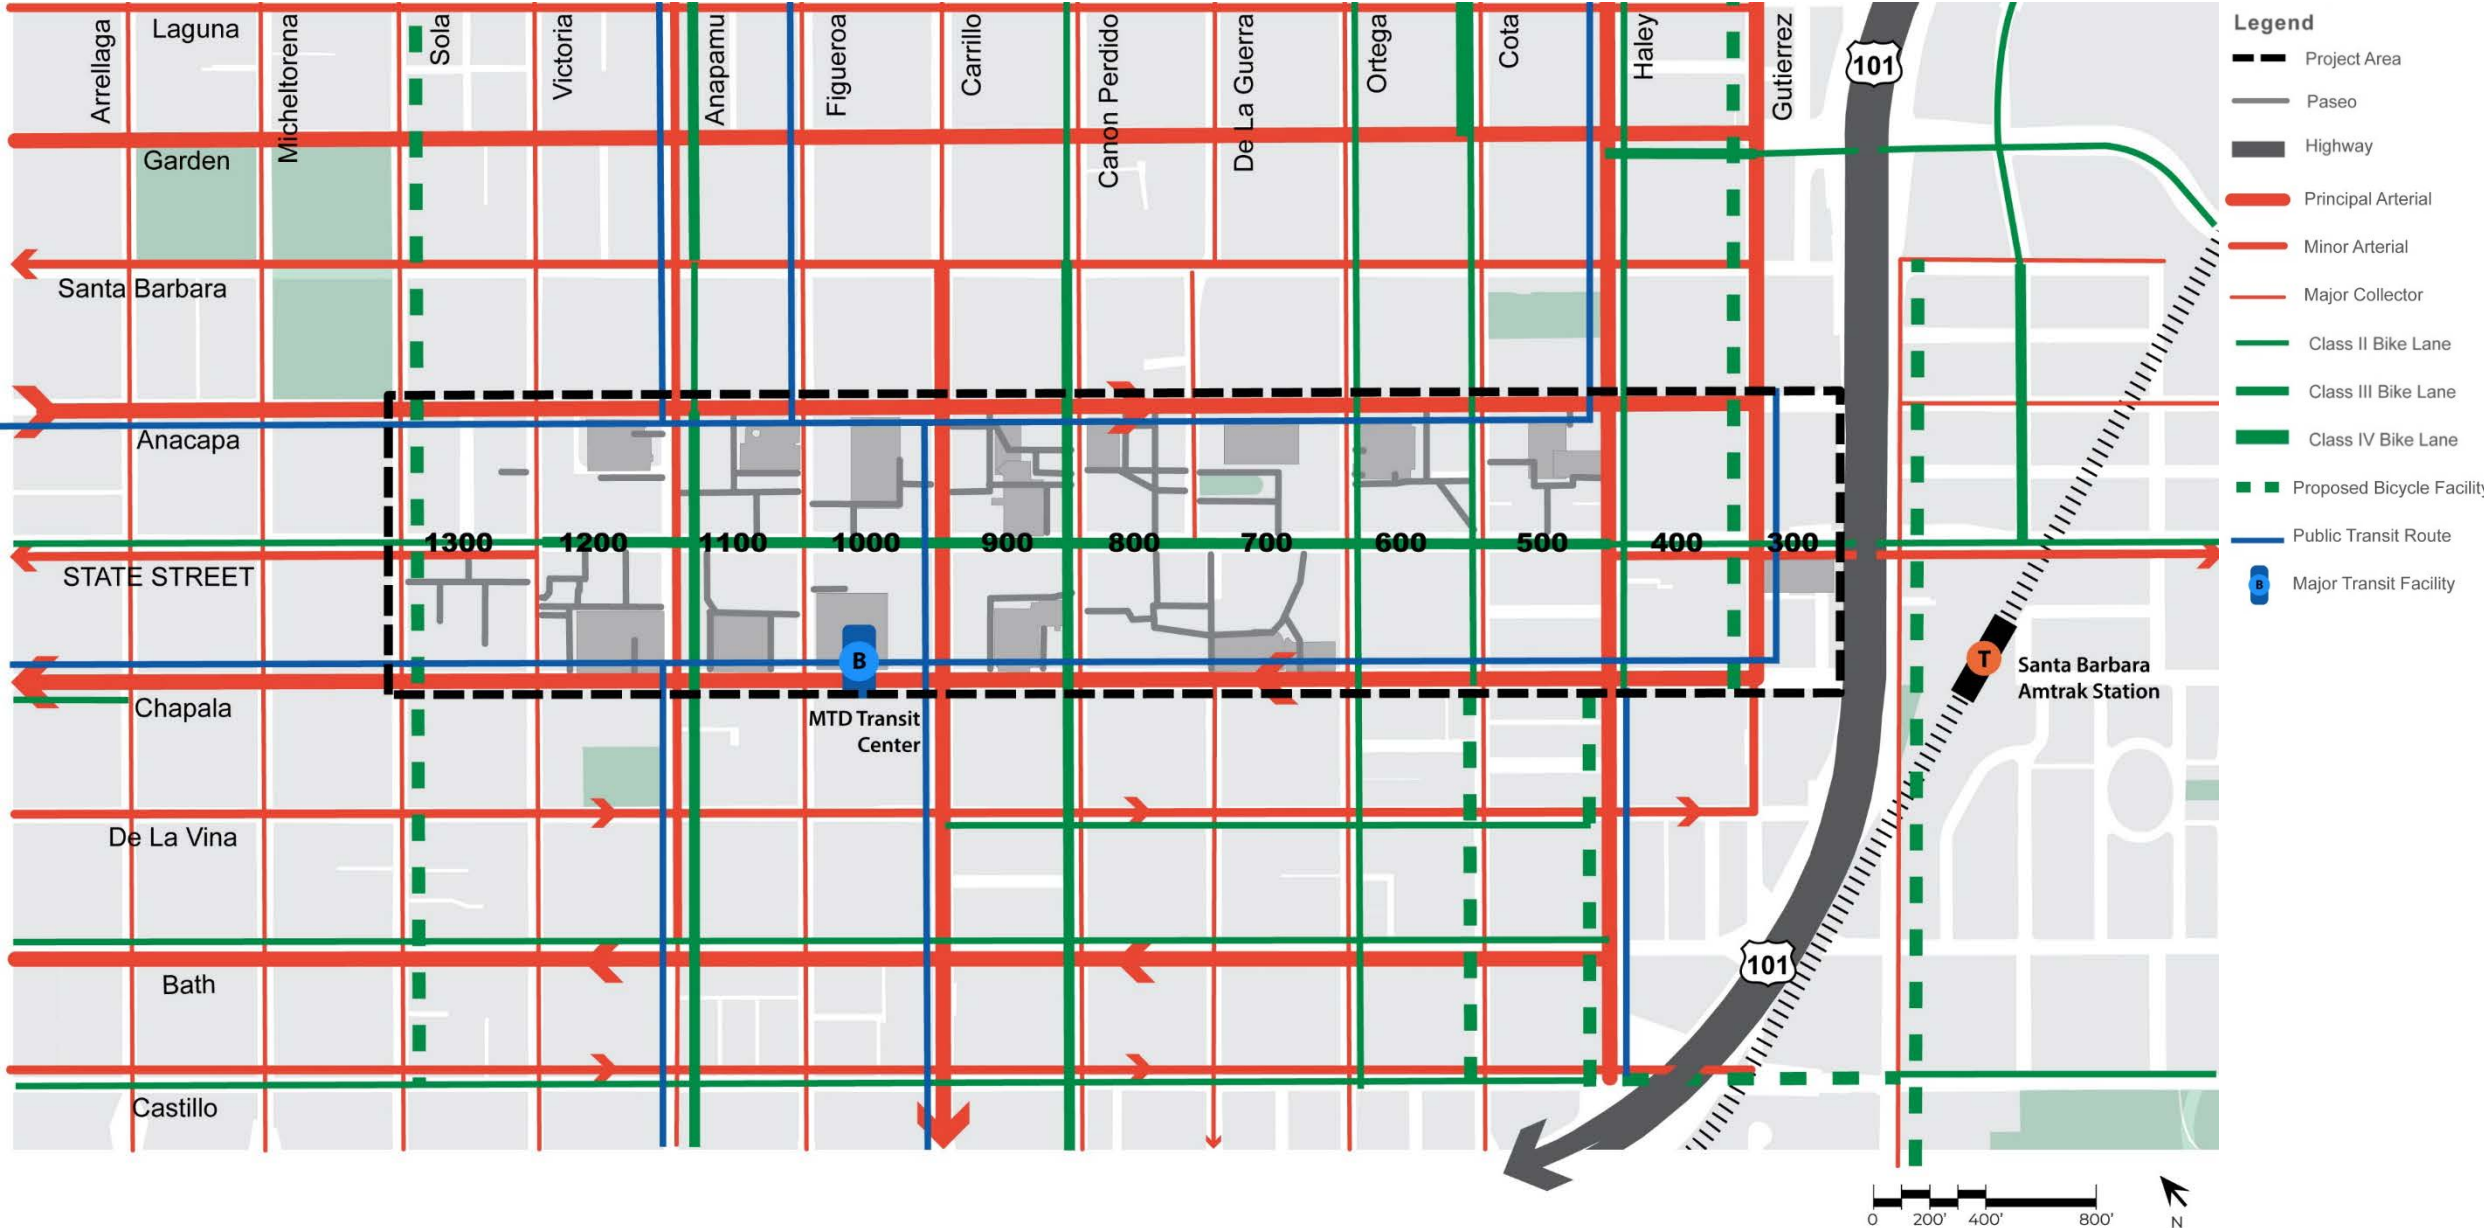 Arrellaga
Laguna
Micheltorena
Sola
Victoria
Anapamu
Figueroa
Carrillo
Canon Perdido
De La Guerra
Ortega
Cota
Haley
Gutierrez
101
Garden
Santa Barbara
Anacapa
1300 1200 1100 1000 900 800 700 600 500 400 300
STATE STREET
B
Chapala
MTD Transit
Center
T
Santa Barbara
Amtrak Station
De La Vina
101
Bath
Castillo
0 200' 400' 800'
N
Legend
Project Area
Paseo
Highway
Principal Arterial
Minor Arterial
Major Collector
Class II Bike Lane
Class III Bike Lane
Class IV Bike Lane
Proposed Bicycle Facility
Public Transit Route
B
Major Transit Facility